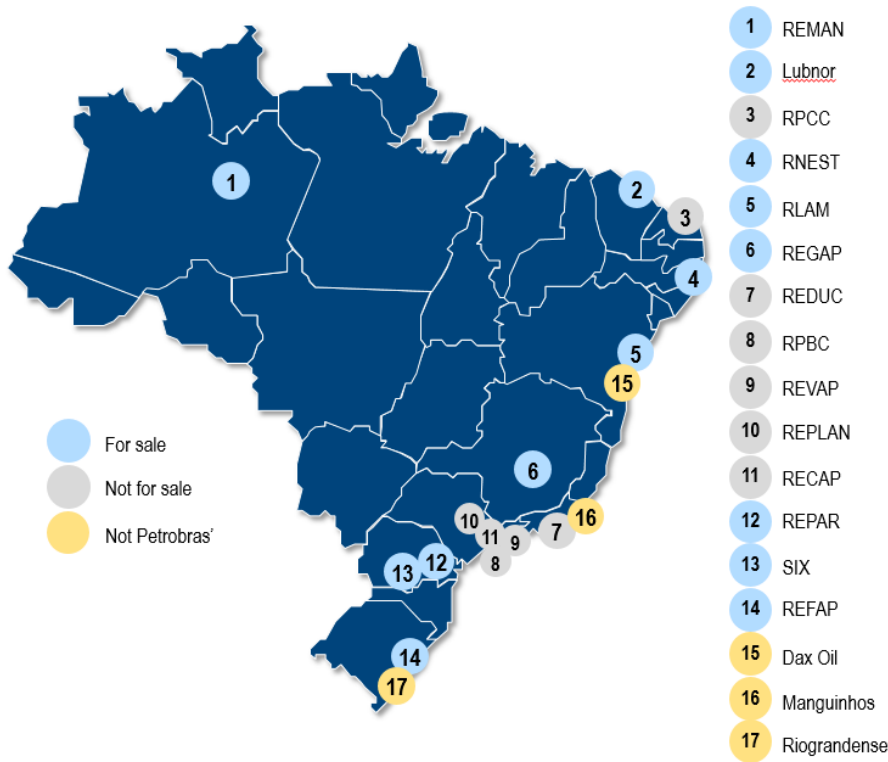 1 REMAN
2 Lubnor
3 RPCC
4 RNEST
5 RLAM
6 REGAP
7 REDUC
8 RPBC
9 REVAP
10 REPLAN
11 RECAP
12 REPAR
13 SIX
14 REFAP
15 Dax Oil
16 Manguinhos
17 Riograndense
1
2
3
4
5
15
6
16
10
11
9
7
8
12
13
14
17
For sale
Not for sale
Not Petrobras’